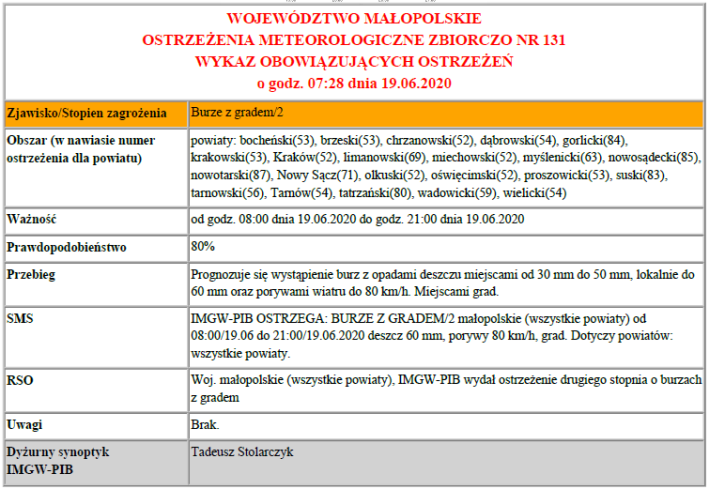 WOJEWÓDZTWO MAŁOPOLSKIE
OSTRZEŻENIA METEOROLOGICZNE ZBIORCZO NR 131
WYKAZ OBOWIĄZUJĄCYCH OSTRZEŻEŃ
o godz. 07:28 dnia 19.06.2020
Zjawisko/Stopien zagrożenia Burze z gradem/2
Obszar (w nawiasie numer ostrzeżenia dla powiatu)
powiaty: bocheński(53), brzeski(53), chrzanowski(52), dąbrowski(54), gorlicki(84),
krakowski(53), Kraków(52), limanowski(69), miechowski(52), myślenicki(63), nowosądecki(85),
nowotarski(87), Nowy Sącz(71), olkuski(52), oświęcimski(52), proszowicki(53), suski(83),
tarnowski(56), Tarnów(54), tatrzański(80), wadowicki(59), wielicki(54)
Ważność od godz. 08:00 dnia 19.06.2020 do godz. 21:00 dnia 19.06.2020
Prawdopodobieństwo 80%
Przebieg Prognozuje się wystąpienie burz z opadami deszczu miejscami od 30 mm do 50 mm, lokalnie do
60 mm oraz porywami wiatru do 80 km/h. Miejscami grad.
SMS IMGW-PIB OSTRZEGA: BURZE Z GRADEM/2 małopolskie (wszystkie powiaty) od
08:00/19.06 do 21:00/19.06.2020 deszcz 60 mm, porywy 80 km/h, grad. Dotyczy powiatów:
wszystkie powiaty.
RSO Woj. małopolskie (wszystkie powiaty), IMGW-PIB wydał ostrzeżenie drugiego stopnia o burzach
z gradem
Uwagi Brak.
Dyżurny synoptyk
IMGW-PIB
Tadeusz Stolarczyk